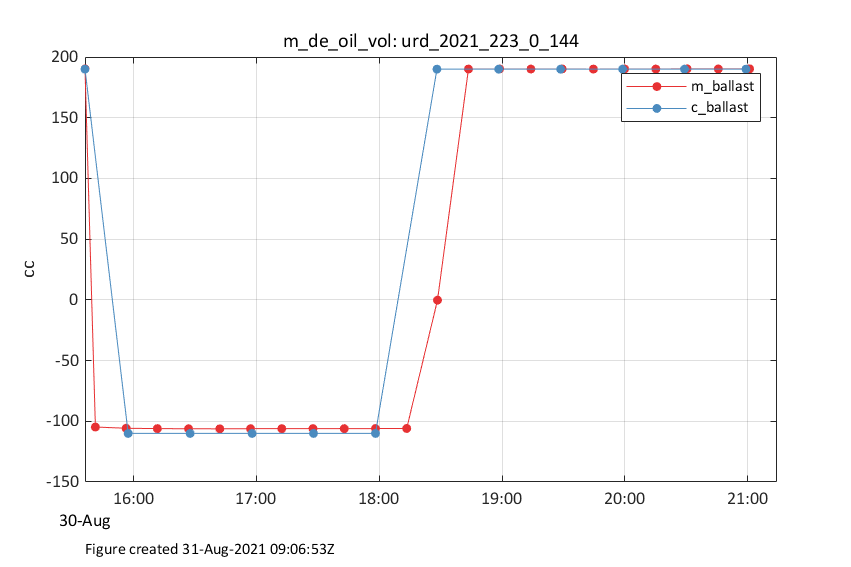 m_de_oil_vol: urd_2021_223_0_144
200
150
100
50
0
-50
-100
-150
cc
m_ballast
c_ballast
16:00 17:00 18:00 19:00 20:00 21:00
30-Aug
Figure created 31-Aug-2021 09:06:53Z